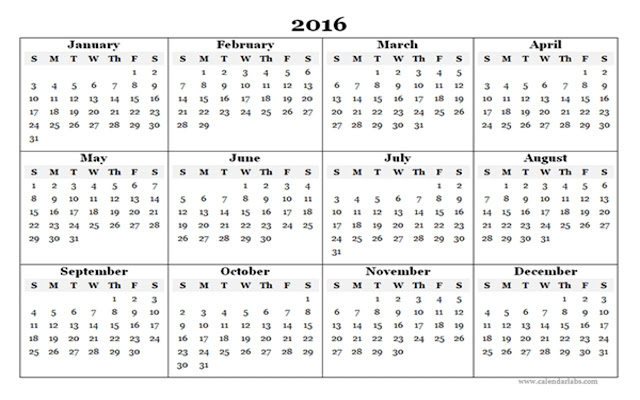 2016
January
S M T W Th F S
1 2
3 4 5 6 7 8 9
10 11 12 13 14 15 16
17 18 19 20 21 22 23
24 25 26 27 28 29 30
31
February
S M T W Th F S
1 2 3 4 5 6
7 8 9 10 11 12 13
14 15 16 17 18 19 20
21 22 23 24 25 26 27
28 29
March
S M T W Th F S
1 2 3 4 5
6 7 8 9 10 11 12
13 14 15 16 17 18 19
20 21 22 23 24 25 26
27 28 29 30 31
April
S M T W Th F S
1 2
3 4 5 6 7 8 9
10 11 12 13 14 15 16
17 18 19 20 21 22 23
24 25 26 27 28 29 30
May
S M T W Th F S
1 2 3 4 5 6 7
8 9 10 11 12 13 14
15 16 17 18 19 20 21
22 23 24 25 26 27 28
29 30 31
June
S M T W Th F S
1 2 3 4
5 6 7 8 9 10 11
12 13 14 15 16 17 18
19 20 21 22 23 24 25
26 27 28 29 30
July
S M T W Th F S
1 2
3 4 5 6 7 8 9
10 11 12 13 14 15 16
17 18 19 20 21 22 23
24 25 26 27 28 29 30
31
August
S M T W Th F S
1 2 3 4 5 6
7 8 9 10 11 12 13
14 15 16 17 18 19 20
21 22 23 24 25 26 27
28 29 30 31
September
S M T W Th F S
1 2 3
4 5 6 7 8 9 10
11 12 13 14 15 16 17
18 19 20 21 22 23 24
25 26 27 28 29 30
October
S M T W Th F S
1
2 3 4 5 6 7 8
9 10 11 12 13 14 15
16 17 18 19 20 21 22
23 24 25 26 27 28 29
30 31
November
S M T W Th F S
1 2 3 4 5
6 7 8 9 10 11 12
13 14 15 16 17 18 19
20 21 22 23 24 25 26
27 28 29 30
December
S M T W Th F S
1 2 3
4 5 6 7 8 9 10
11 12 13 14 15 16 17
18 19 20 21 22 23 24
25 26 27 28 29 30 31
www.calendarlabs.com